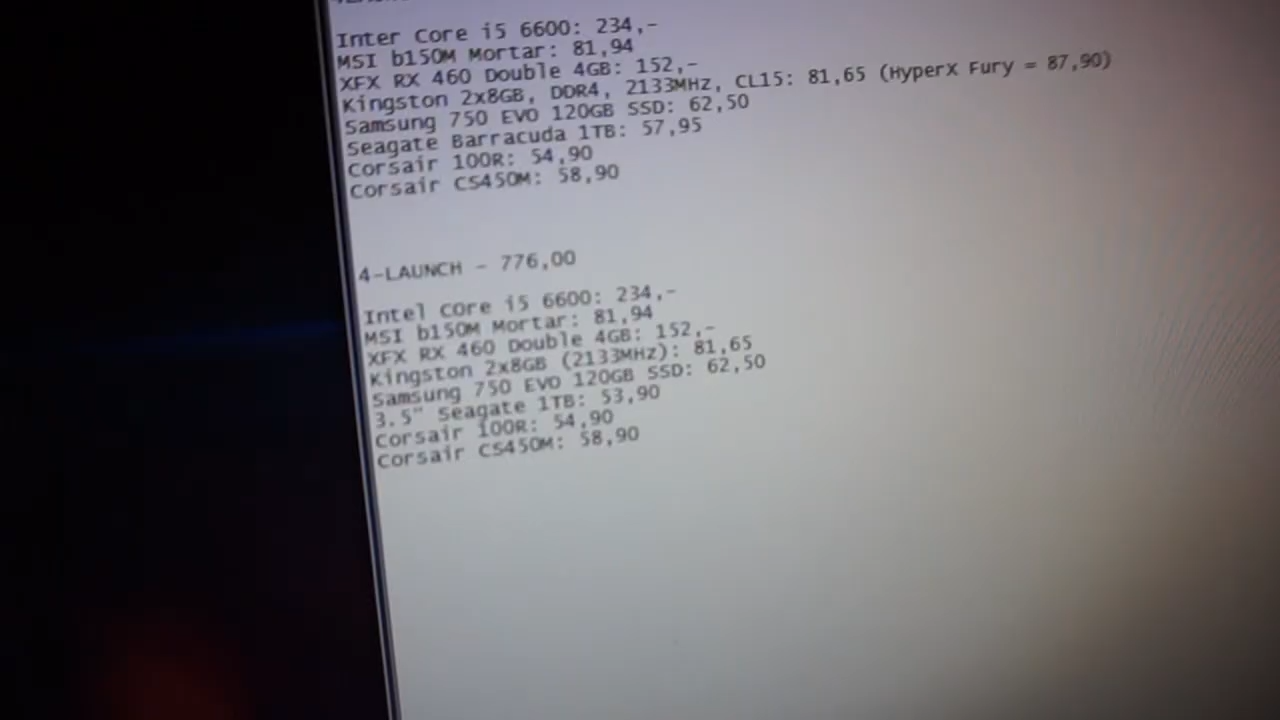 Inter Core i5 6600: 234,-
MSI b150M Mortar: 81,94
XFX RX 460 Double 4GB: 152,-
Kingston 2x8GB, DDR4, 2133MHz, CL15: 81,65 (HyperX Fury = 87,90)
Samsung 750 EVO 120GB SSD: 62,50
Seagate Barracuda 1TB: 57,95
Corsair 100R: 54,90
Corsair CS450M: 58,90
4-LAUNCH - 776,00
Intel Core i5 6600: 234,-
MSI b150M Mortar: 81,94
XFX RX 460 Double 4GB: 152,-
Kingston 2x8GB (2133MHz): 81,65
Samsung 750 EVO 120GB SSD: 62,50
3.5" Seagate 1TB: 53,90
Corsair 100R: 54,90
Corsair CS450M: 58,90